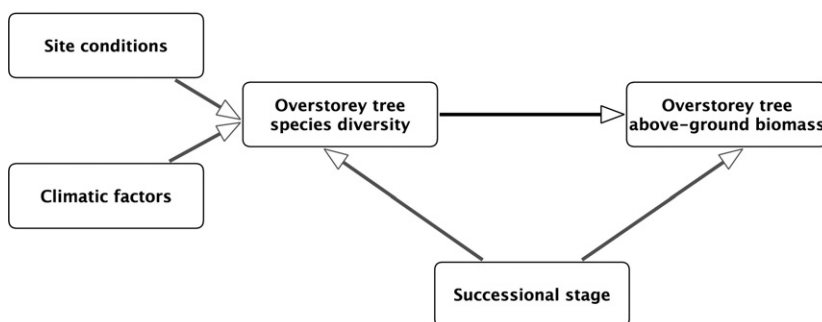 Site conditions
Overstorey tree
species diversity
Overstorey tree
above-ground biomass
Climatic factors
Successional stage